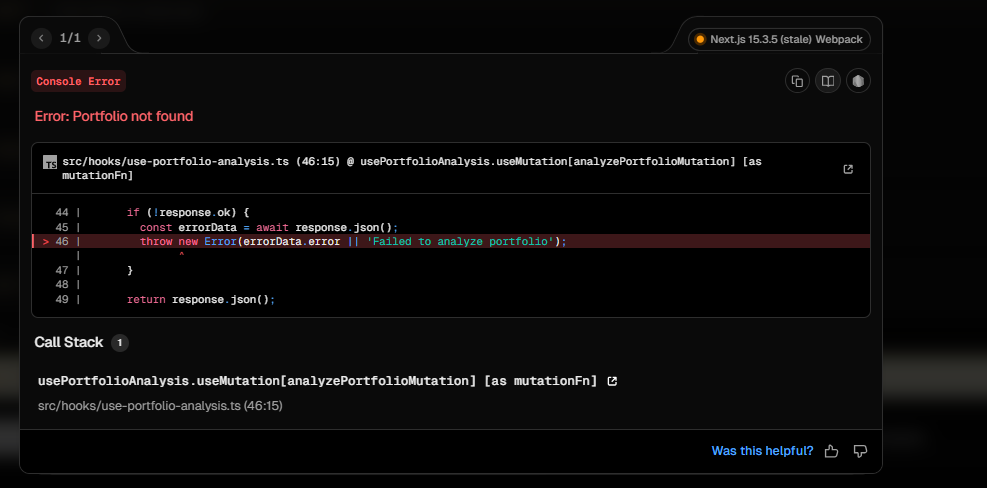 1/1
Next.js 15.3.5 (stale) Webpack
Console Error
Error: Portfolio not found
TS
src/hooks/use-portfolio-analysis.ts (46:15) @ usePortfolioAnalysis.useMutation[analyzePortfolioMutation] [as
mutationFn]
44 | if (!response.ok) {
45 | const errorData = await response.json();
> 46 | throw new Error(errorData.error || 'Failed to analyze portfolio');
| ^
47 | }
48 |
49 | return response.json();
Call Stack 1
usePortfolioAnalysis.useMutation[analyzePortfolioMutation] [as mutationFn]
src/hooks/use-portfolio-analysis.ts (46:15)
Was this helpful?